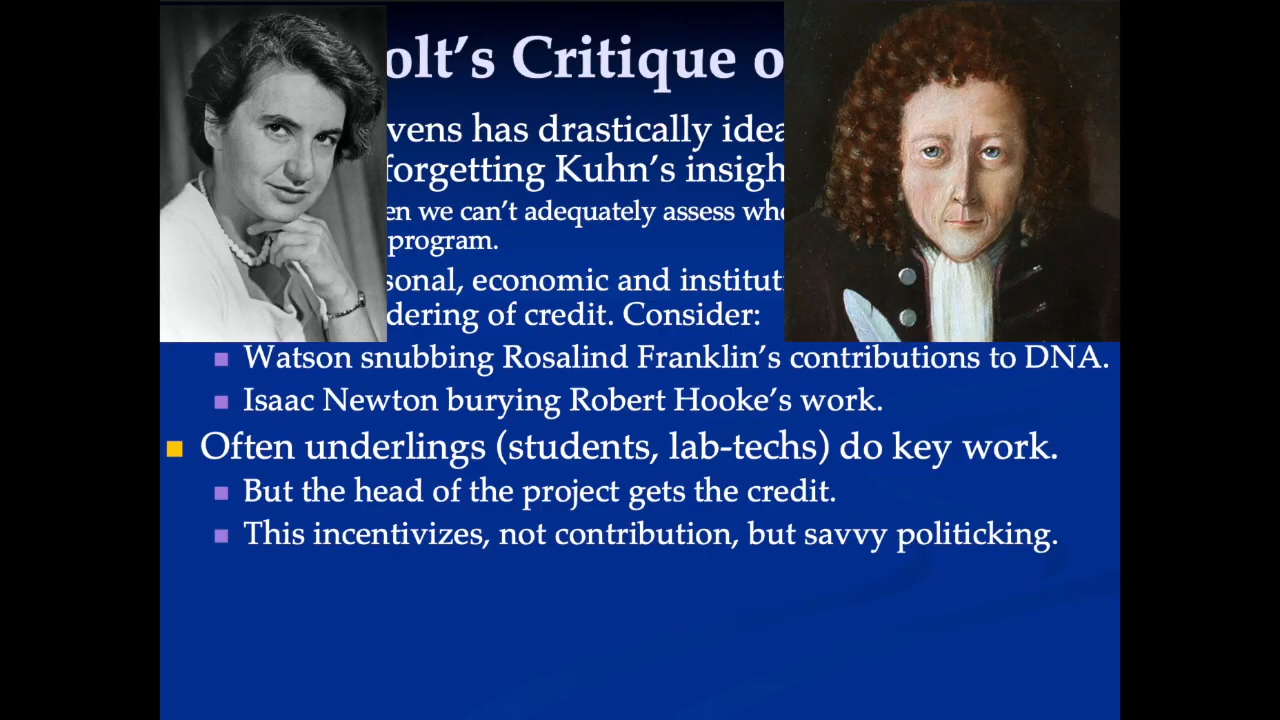 olt's Critique o
vens has drastically idea
forgetting Kuhn's insigh
en we can't adequately assess who
program.
sonal, economic and institut
dering of credit. Consider:
Watson snubbing Rosalind Franklin's contributions to DNA.
Isaac Newton burying Robert Hooke's work.
Often underlings (students, lab-techs) do key work.
But the head of the project gets the credit.
This incentivizes, not contribution, but savvy politicking.